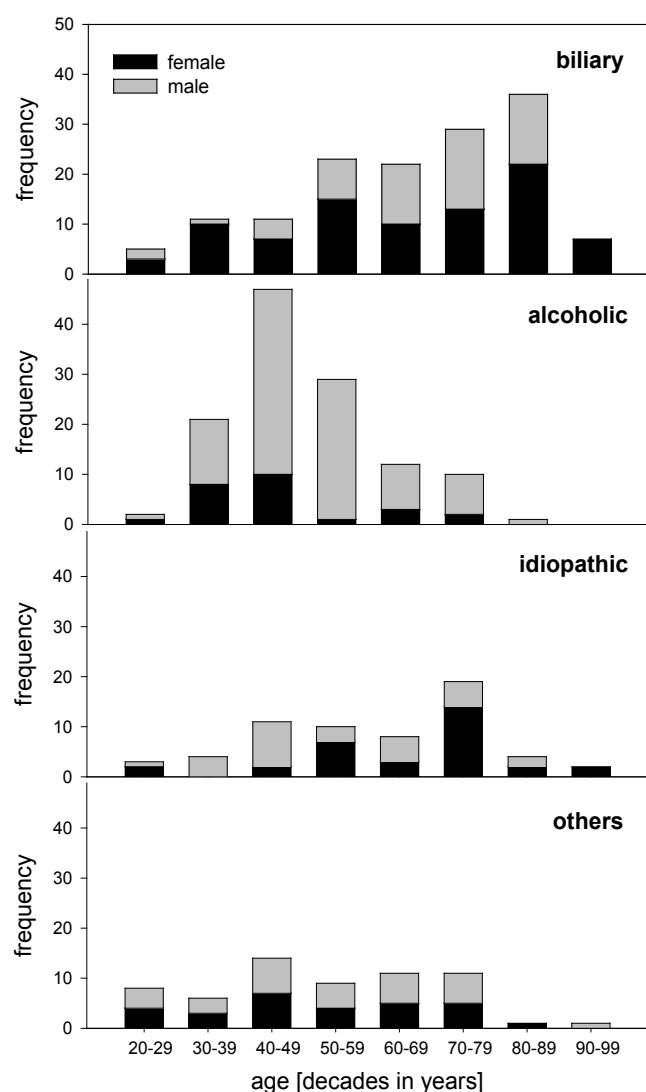 50
40
30
20
10
0
frequency
female
male
biliary
40
30
20
10
0
frequency
alcoholic
40
30
20
10
0
frequency
idiopathic
40
30
20
10
0
frequency
others
20-29 30-39 40-49 50-59 60-69 70-79 80-89 90-99
age [decades in years]